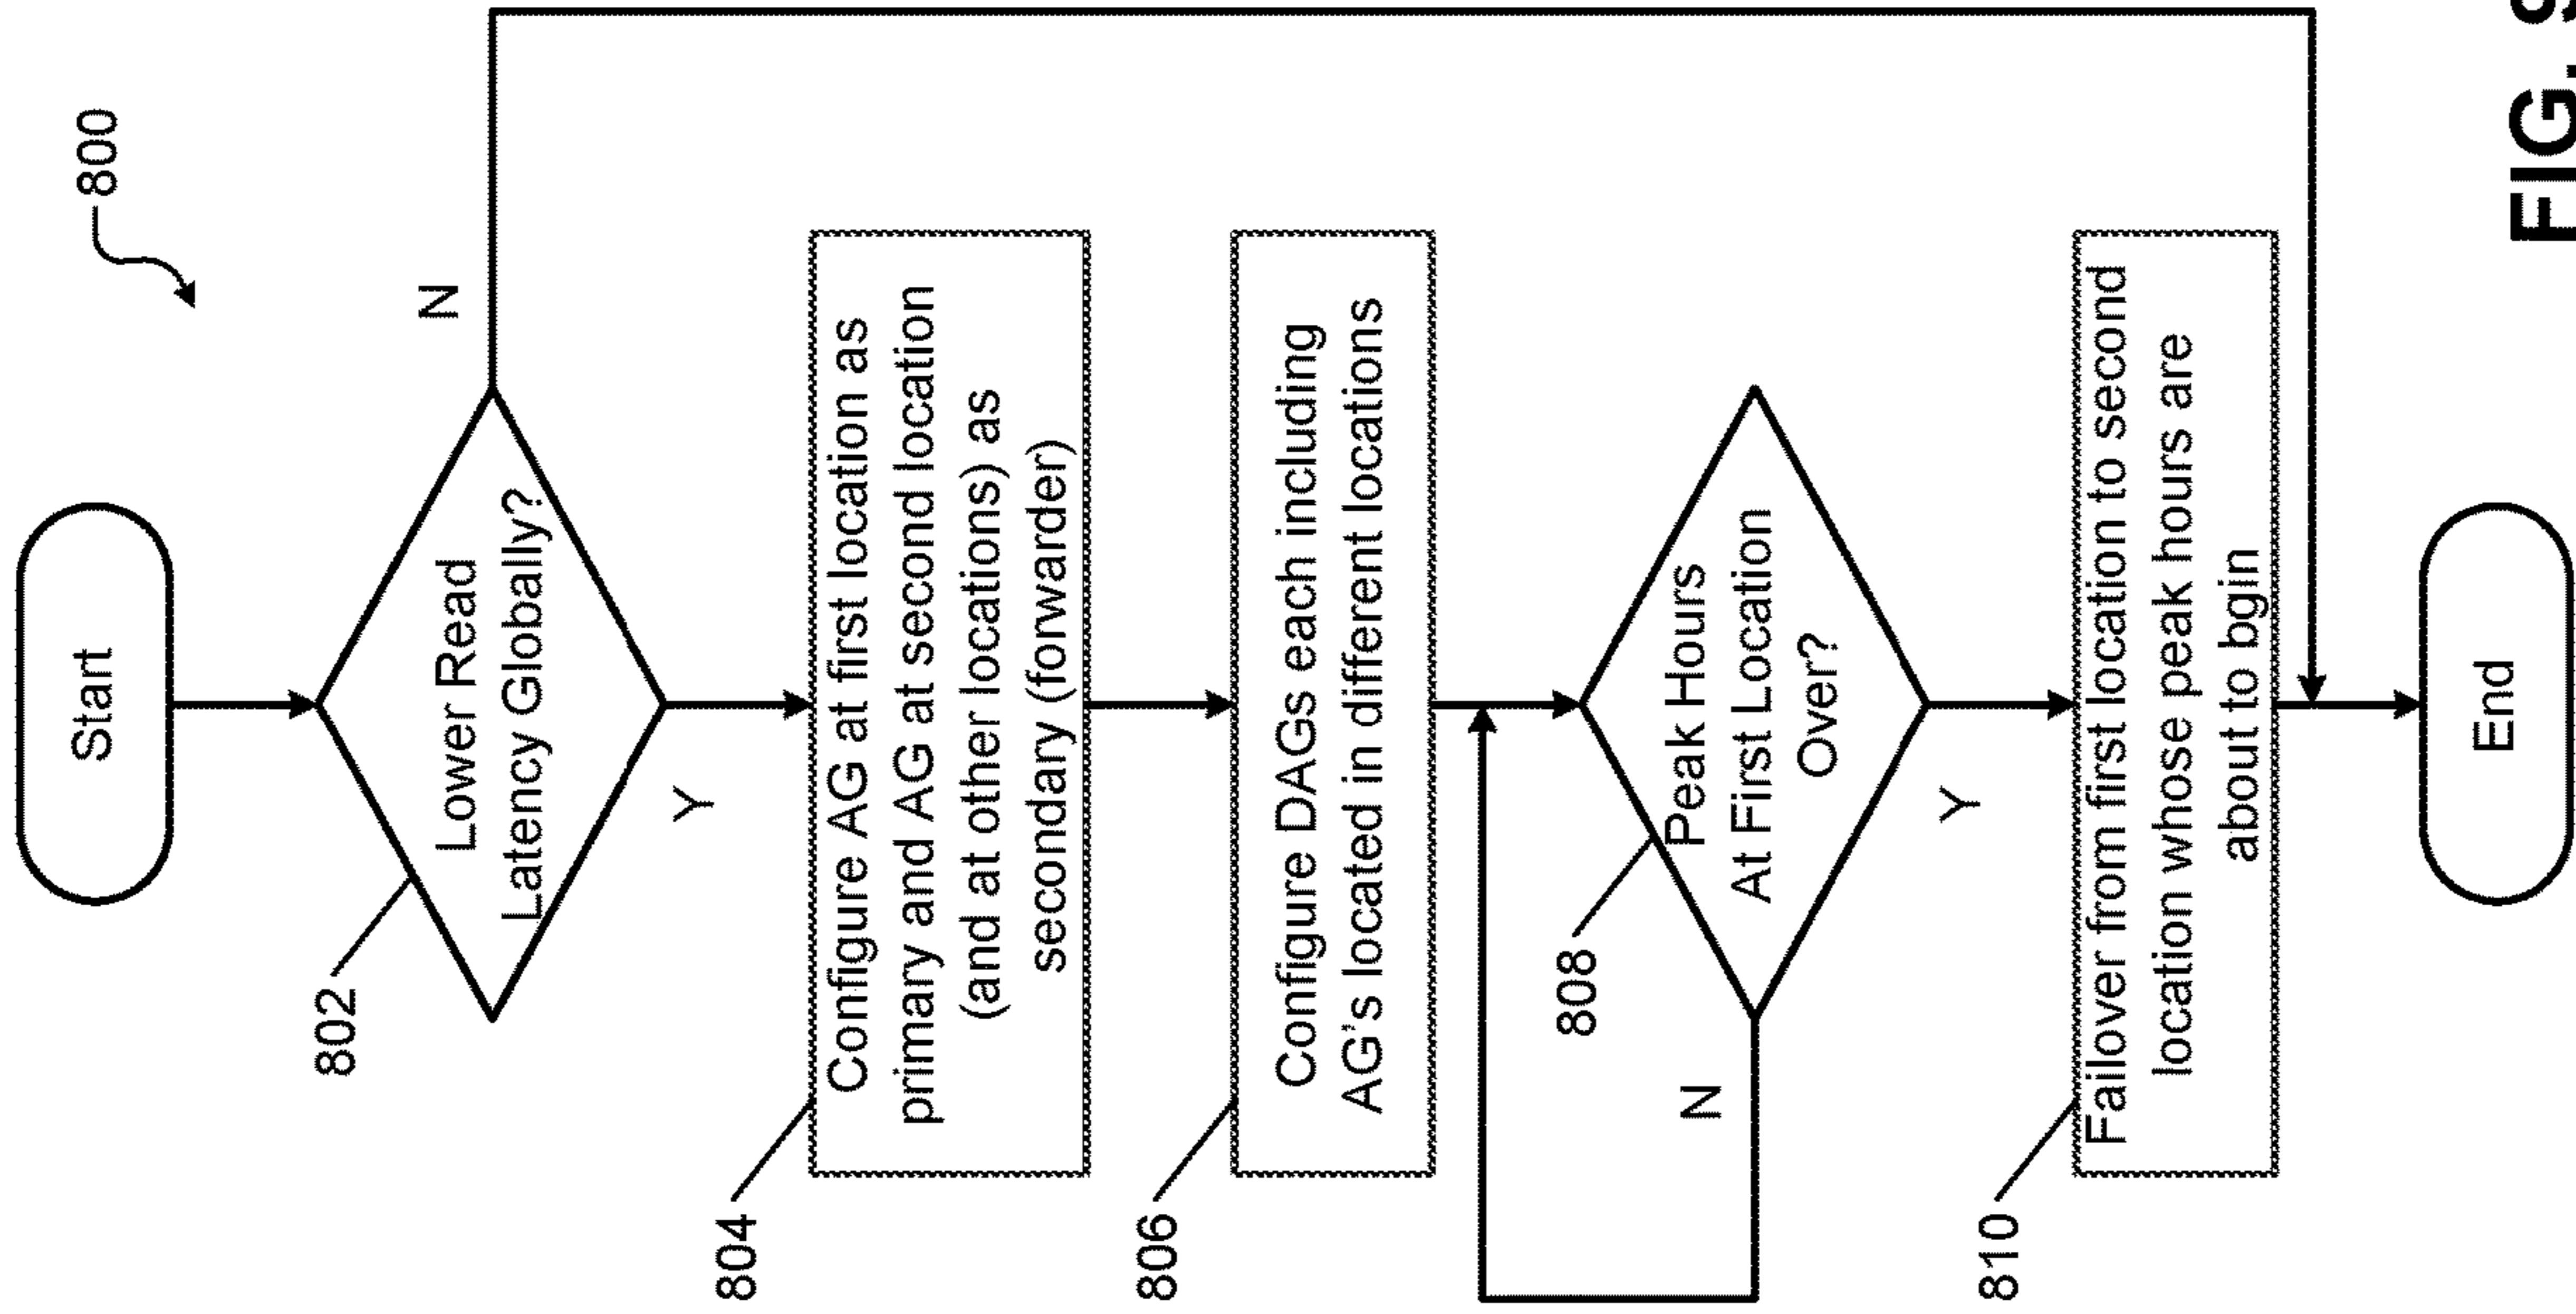 800
Start
802
Lower Read
Latency Globally?
N
Y
804
Configure AG at first location as
primary and AG at second location
(and at other locations) as
secondary (forwarder)
806
Configure DAGs each including
AG's located in different locations
808
Peak Hours
At First Location
Over?
N
Y
810
Failover from first location to second
location whose peak hours are
about to bgin
End
FIG.